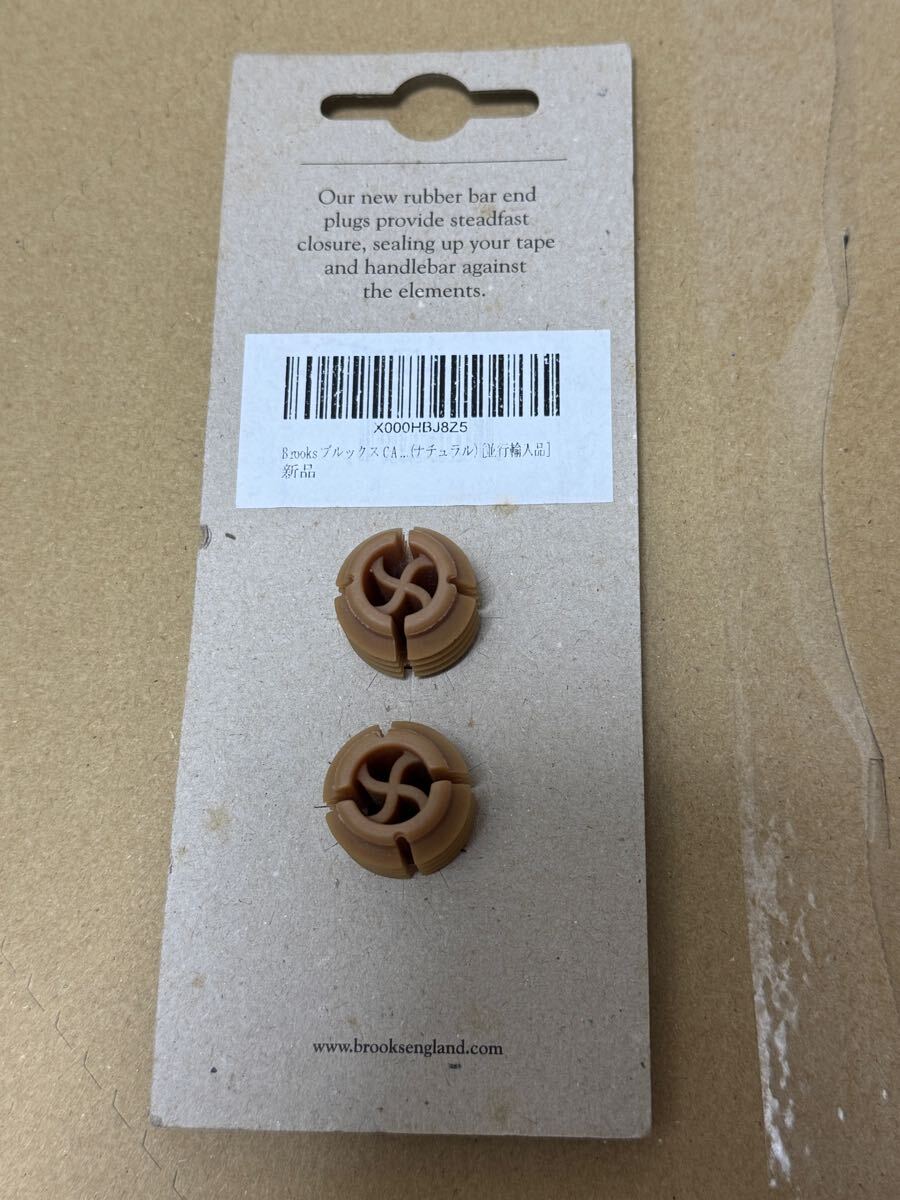 Our new rubber bar end
plugs provide steadfast
closure, sealing up your tape
and handlebar against
the elements.
X000HBJ8Z5
Brooks ブルックス CA...(ナチュラル) [並行輸入品]
新品
www.brooksengland.com